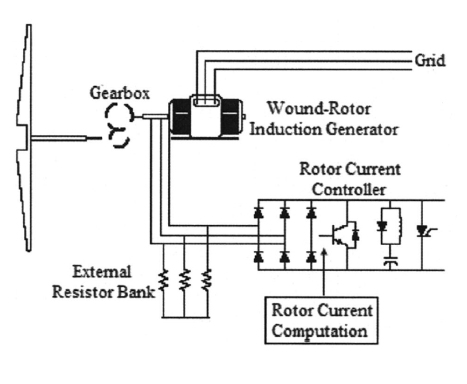 Grid
Gearbox
Wound-Rotor
Induction Generator
Rotor Current
Controller
External
Resistor Bank
Rotor Current
Computation